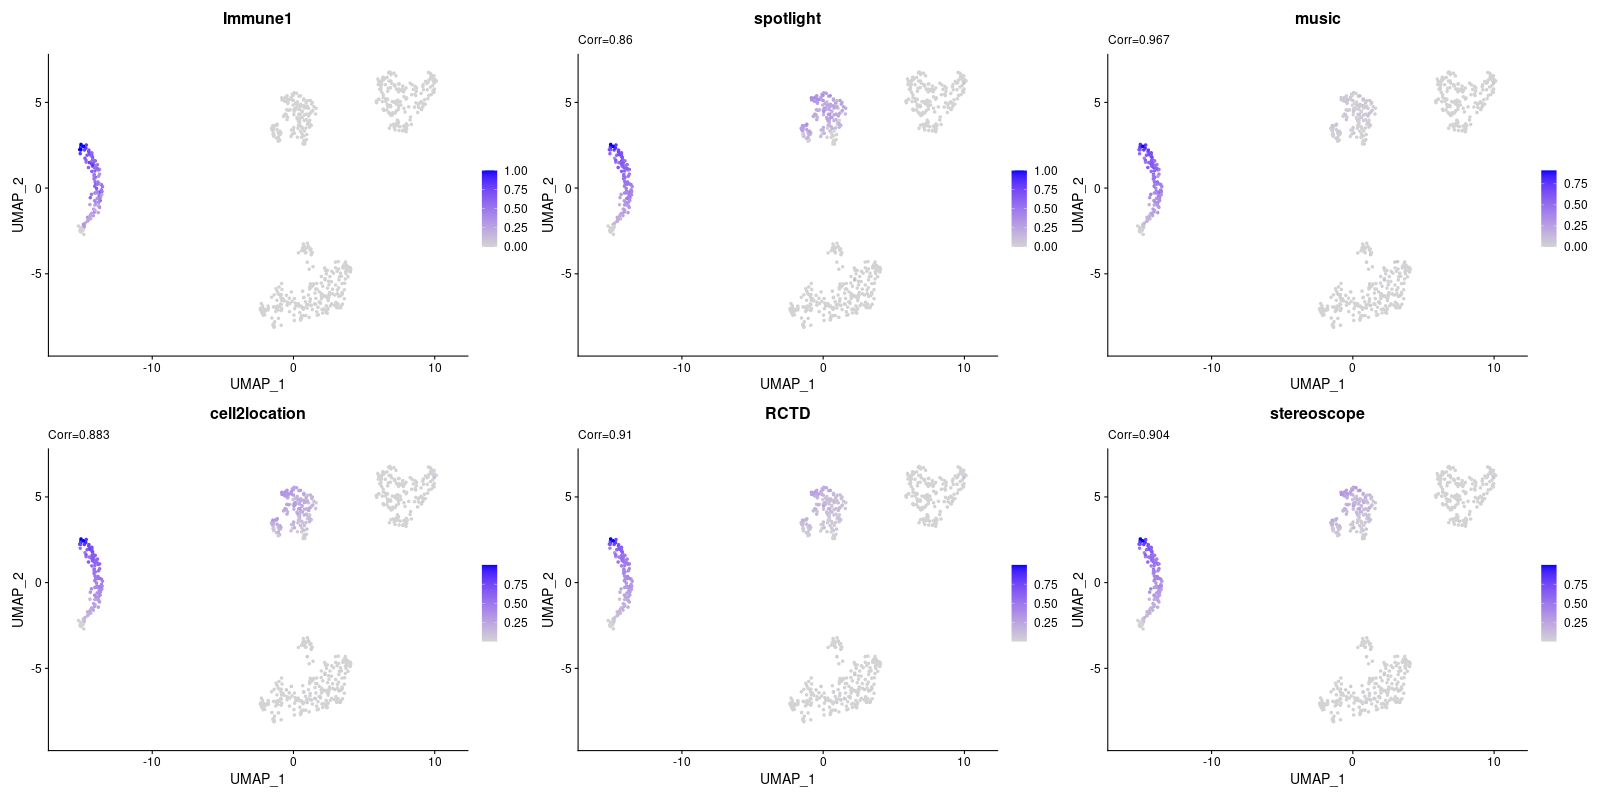 Immune1
5
0
-5
-10
0
10
UMAP_2
UMAP_1
1.00
0.75
0.50
0.25
0.00
spotlight
Corr=0.86
5
0
-5
-10
0
10
UMAP_2
UMAP_1
1.00
0.75
0.50
0.25
0.00
music
Corr=0.967
5
0
-5
-10
0
10
UMAP_2
UMAP_1
0.75
0.50
0.25
0.00
cell2location
Corr=0.883
5
0
-5
-10
0
10
UMAP_2
UMAP_1
0.75
0.50
0.25
RCTD
Corr=0.91
5
0
-5
-10
0
10
UMAP_2
UMAP_1
0.75
0.50
0.25
stereoscope
Corr=0.904
5
0
-5
-10
0
10
UMAP_2
UMAP_1
0.75
0.50
0.25